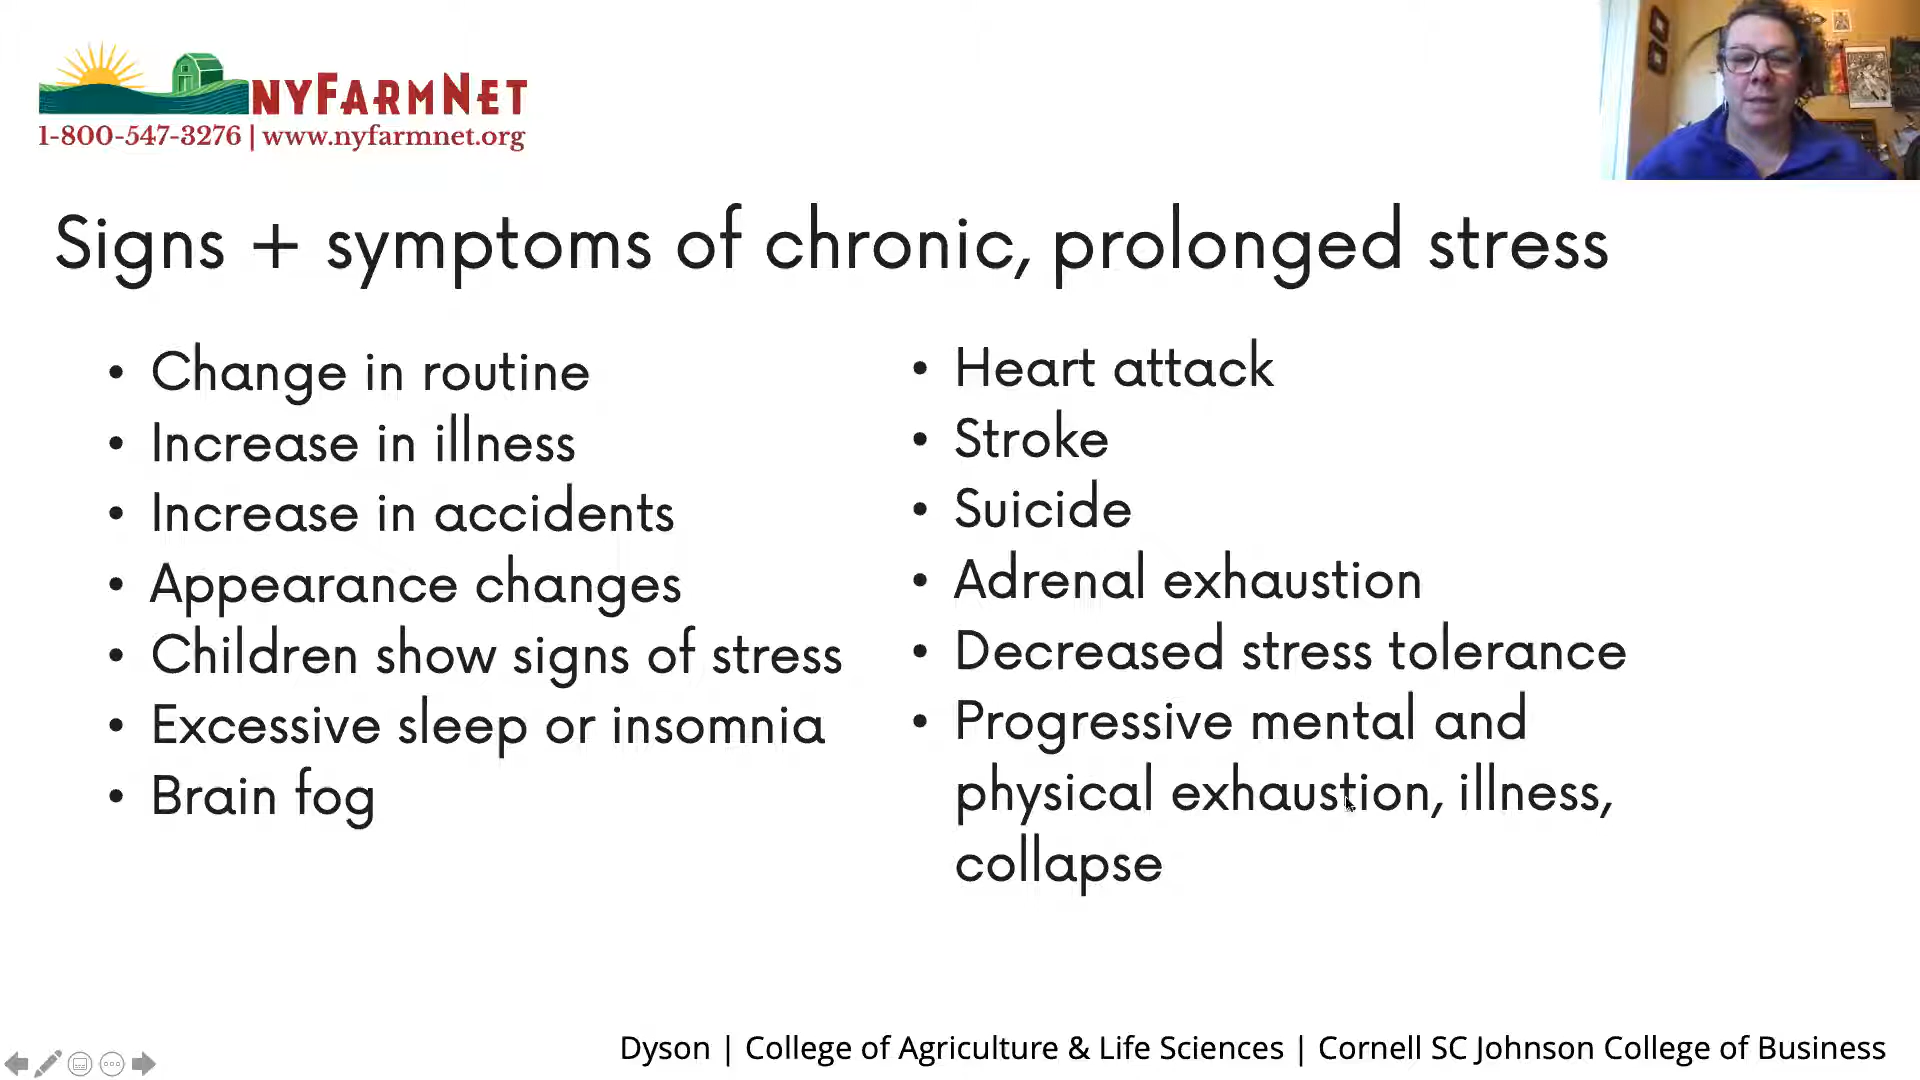 NYFARMNET
1-800-547-3276 | www.nyfarmnet.org
Signs + symptoms of chronic, prolonged stress
• Change in routine
• Increase in illness
• Increase in accidents
• Appearance changes
• Children show signs of stress
• Excessive sleep or insomnia
• Brain fog
• Heart attack
• Stroke
• Suicide
• Adrenal exhaustion
• Decreased stress tolerance
• Progressive mental and
physical exhaustion, illness,
collapse
Dyson | College of Agriculture & Life Sciences | Cornell SC Johnson College of Business